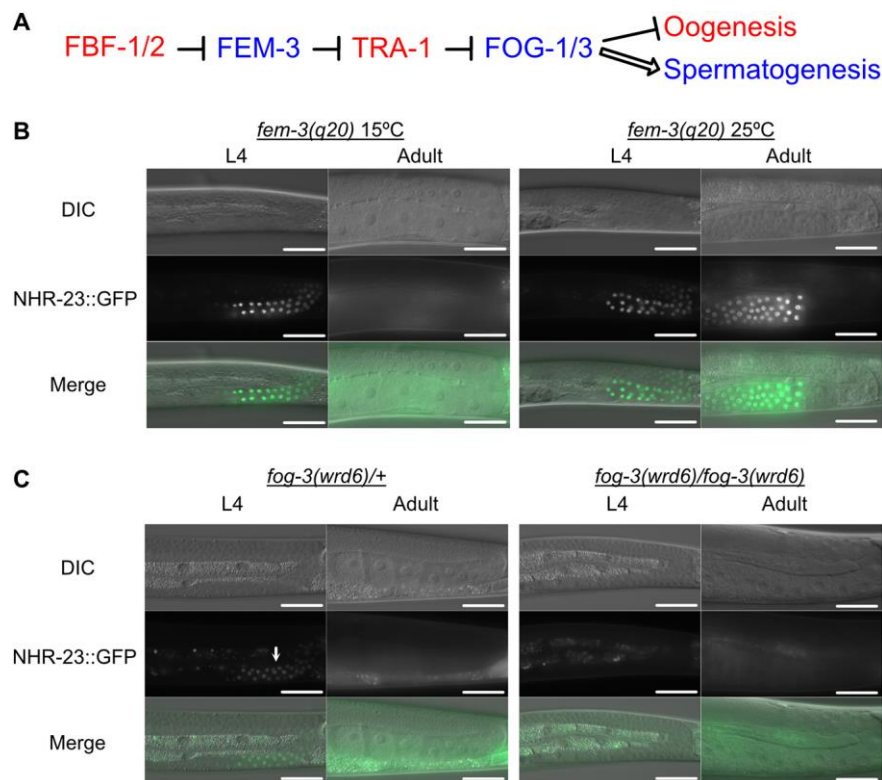 A
FBF-1/2 FEM-3 TRA-1 FOG-1/3 Oogenesis
Spermatogenesis
B
fem-3(q20) 15ºC fem-3(q20) 25ºC
L4 Adult L4 Adult
DIC
NHR-23::GFP
Merge
C
fog-3(wrd6)/+ fog-3(wrd6)/fog-3(wrd6)
L4 Adult L4 Adult
DIC
NHR-23::GFP
Merge